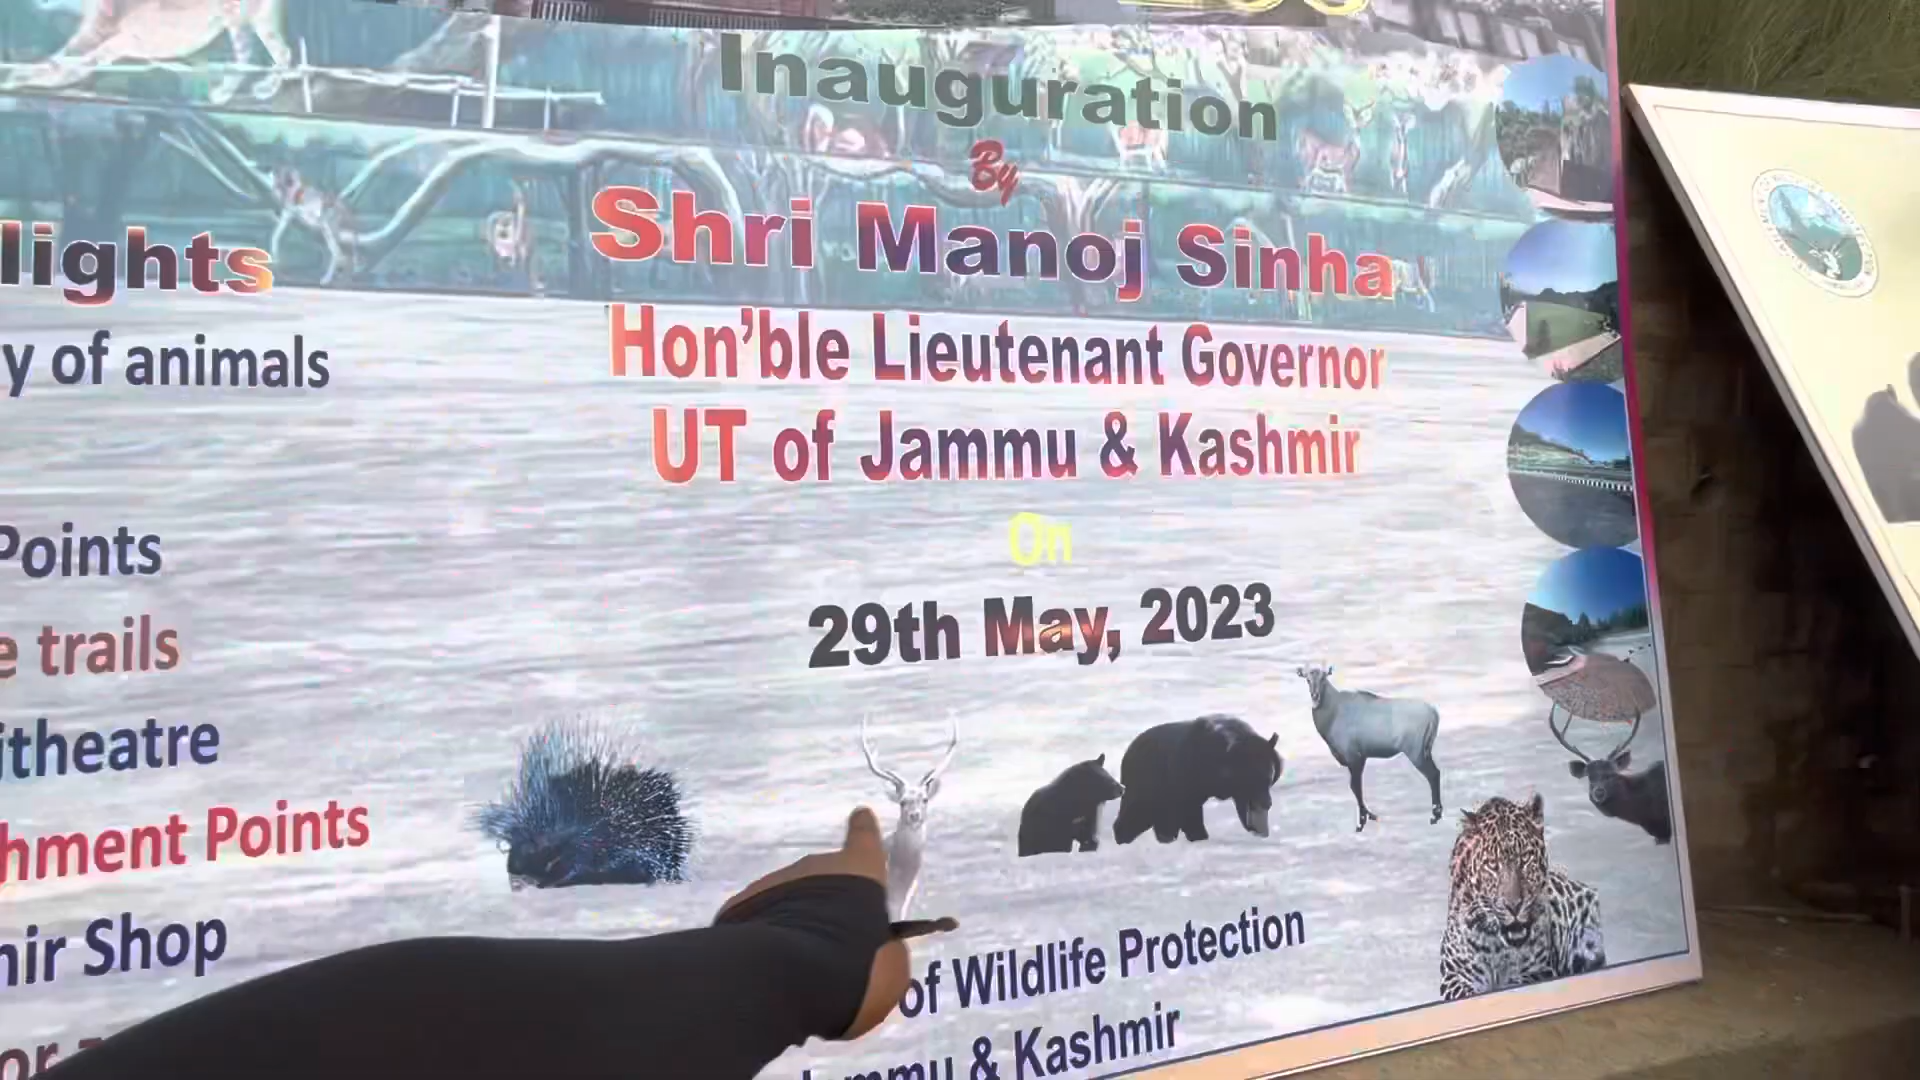 Inauguration
By
Shri Manoj Sinha
Hon'ble Lieutenant Governor
UT of Jammu & Kashmir
On
29th May, 2023
of Wildlife Protection
& Kashmir
lights
y of animals
Points
e trails
itheatre
hment Points
Shop